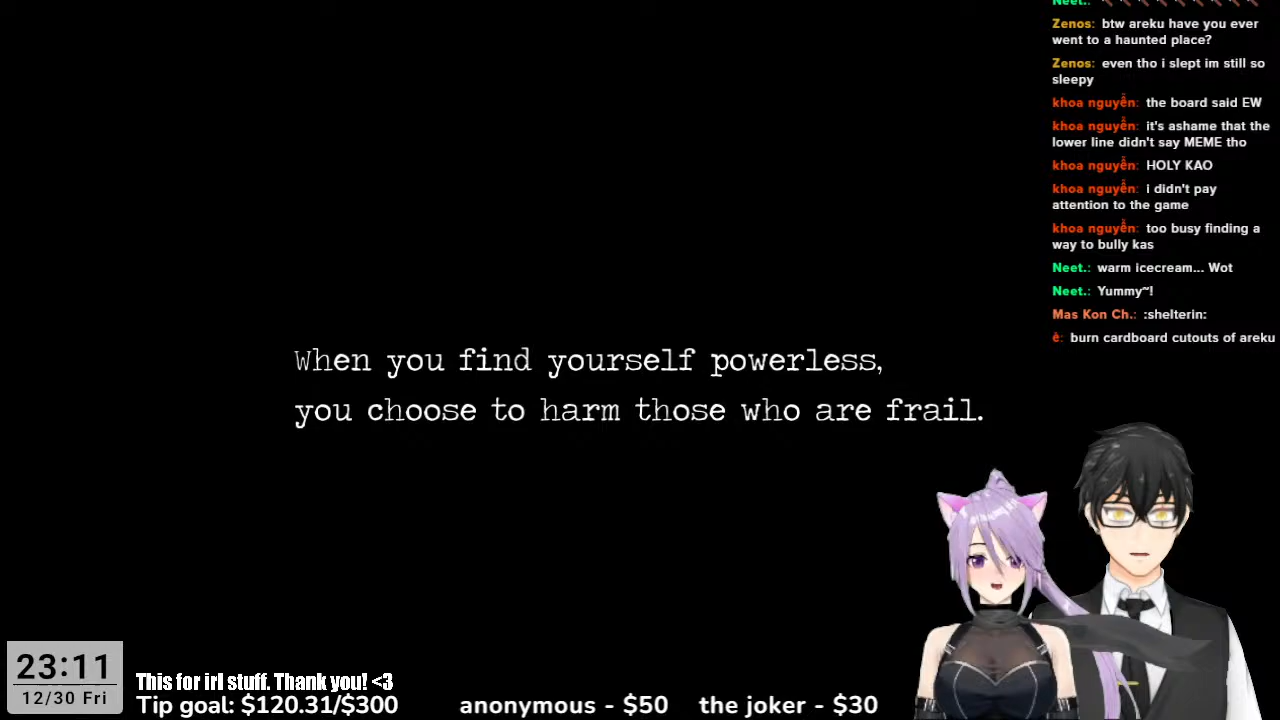 Neet.:
Zenos: btw areku have you ever
went to a haunted place?
Zenos: even tho i slept im still so
sleepy
khoa nguyễn: the board said EW
khoa nguyễn: it's ashame that the
lower line didn't say MEME tho
khoa nguyễn: HOLY KAO
khoa nguyễn: i didn't pay
attention to the game
khoa nguyễn: too busy finding a
way to bully kas
Neet.: warm icecream... Wot
Neet.: Yummy~!
Mas Kon Ch.: :shelterin:
ẻ: burn cardboard cutouts of areku
When you find yourself powerless,
you choose to harm those who are frail.
23:11
12/30 Fri
This for irl stuff. Thank you! <3
Tip goal: $120.31/$300
anonymous - $50 the joker - $30